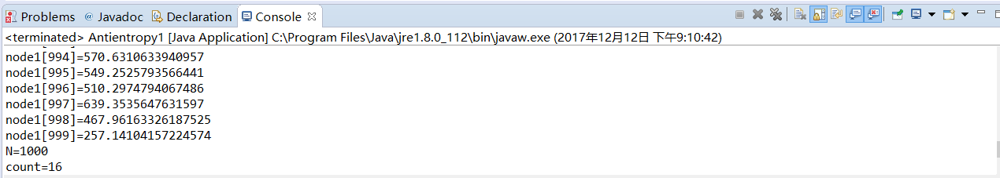 Problems @ Javadoc Declaration Console
<terminated> Antientropy1 [Java Application] C:\Program Files\Java\jre1.8.0_112\bin\javaw.exe (2017年12月12日 下午9:10:42)
node1[994]=570.6310633940957
node1[995]=549.2525793566441
node1[996]=510.2974794067486
node1[997]=639.3535647631597
node1[998]=467.96163326187525
node1[999]=257.14104157224574
N=1000
count=16